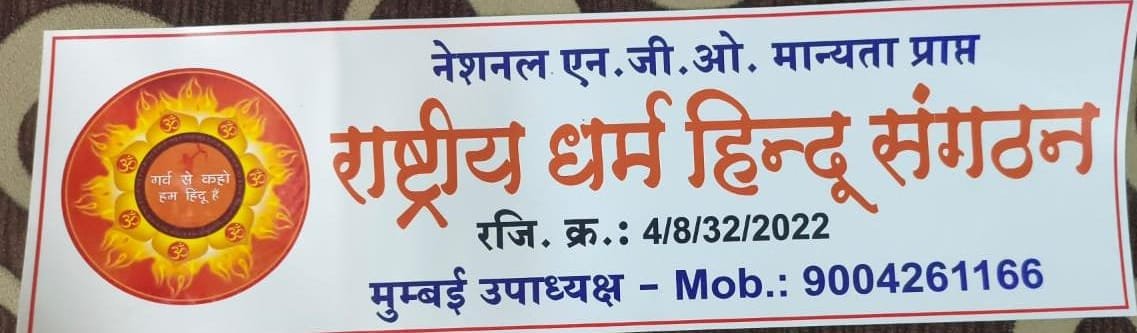 नेशनल एन.जी.ओ. मान्यता प्राप्त
राष्ट्रीय धर्म हिन्दू संगठन
रजि. क्र.: 4/8/32/2022
मुम्बई उपाध्यक्ष – Mob.: 9004261166
गर्व से कहो
हम हिंदू हैं
ॐ
ॐ
ॐ
ॐ
ॐ
ॐ
ॐ
ॐ